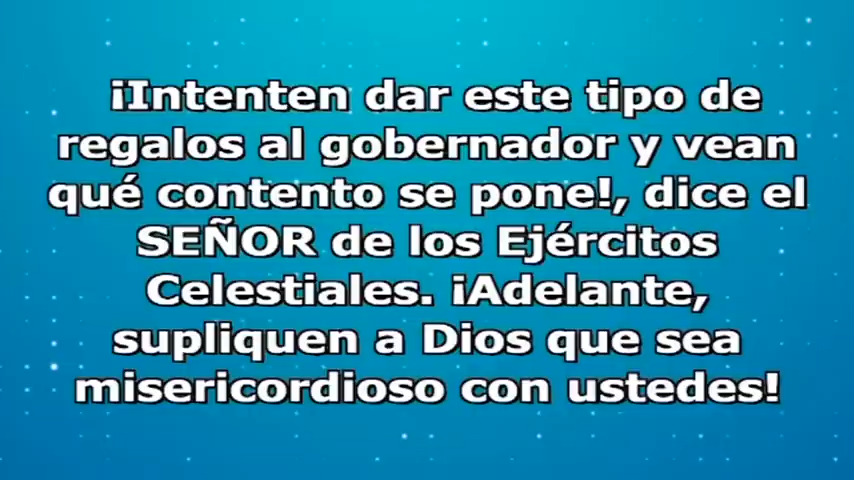 ¡Intenten dar este tipo de
regalos al gobernador y vean
qué contento se pone!, dice el
SEÑOR de los Ejércitos
Celestiales. ¡Adelante,
supliquen a Dios que sea
misericordioso con ustedes!